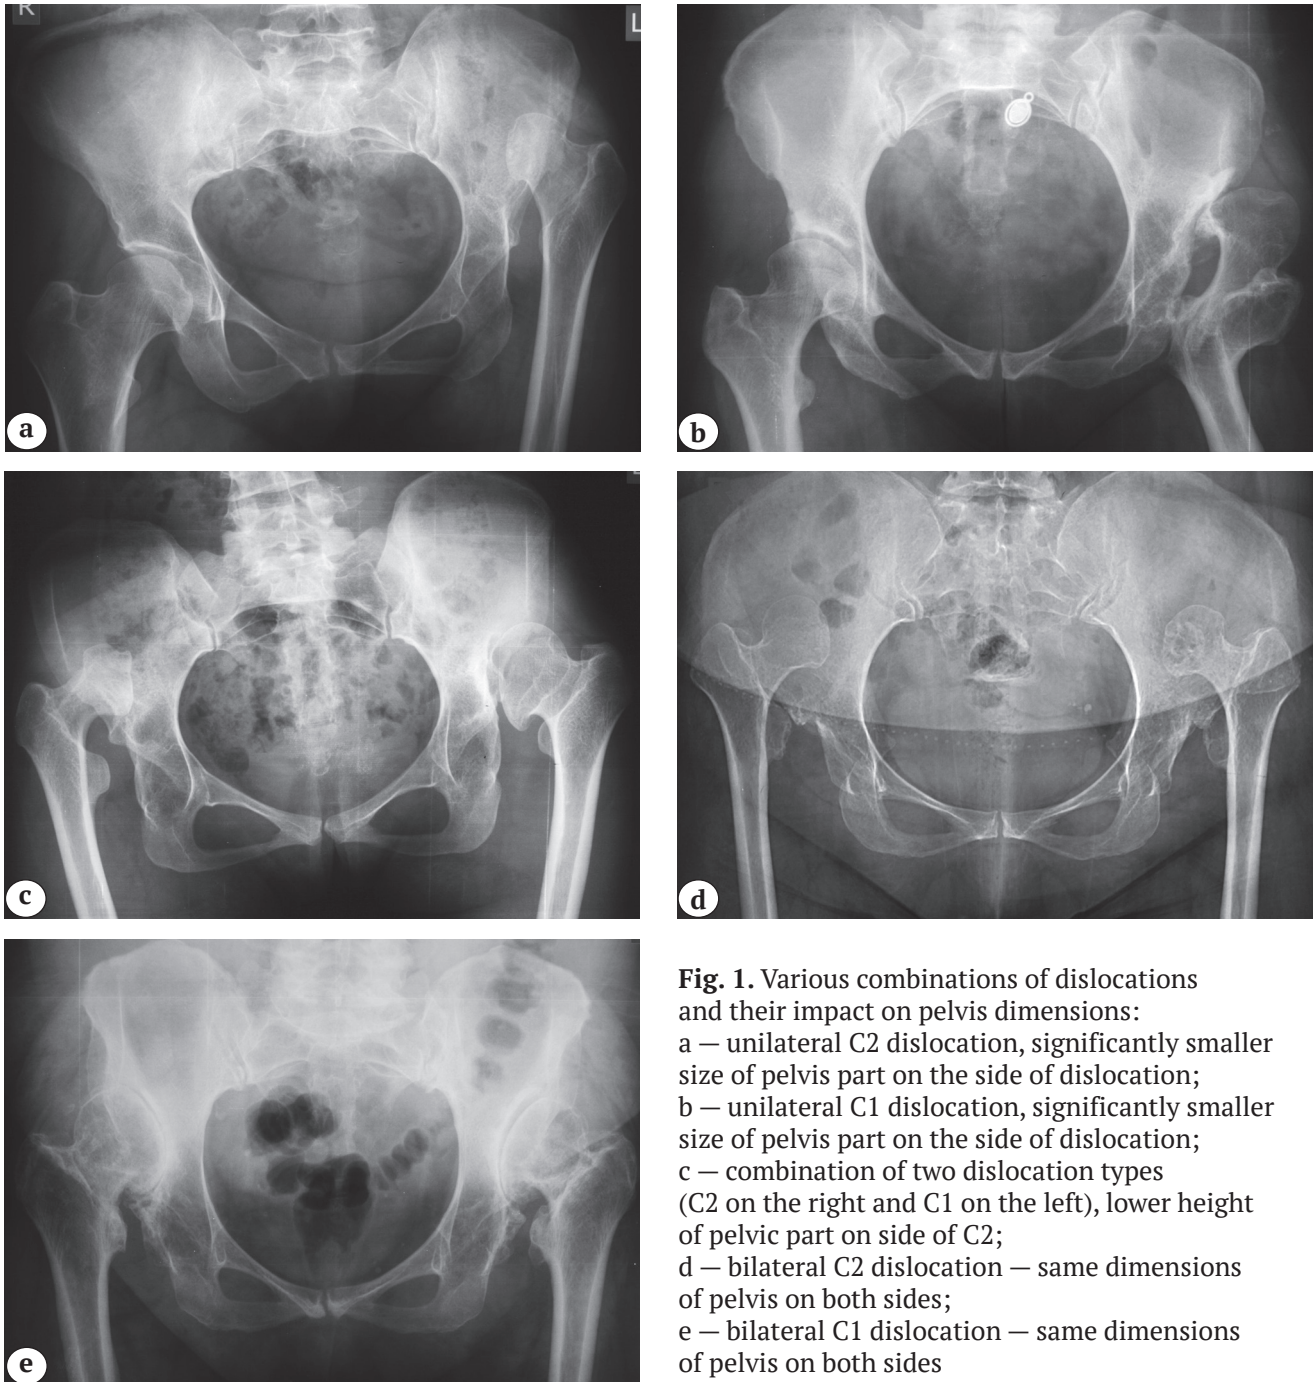 R
L
a
b
c
d
e
Fig. 1. Various combinations of dislocations
and their impact on pelvis dimensions:
a — unilateral C2 dislocation, significantly smaller
size of pelvis part on the side of dislocation;
b — unilateral C1 dislocation, significantly smaller
size of pelvis part on the side of dislocation;
c — combination of two dislocation types
(C2 on the right and C1 on the left), lower height
of pelvic part on side of C2;
d — bilateral C2 dislocation — same dimensions
of pelvis on both sides;
e — bilateral C1 dislocation — same dimensions
of pelvis on both sides